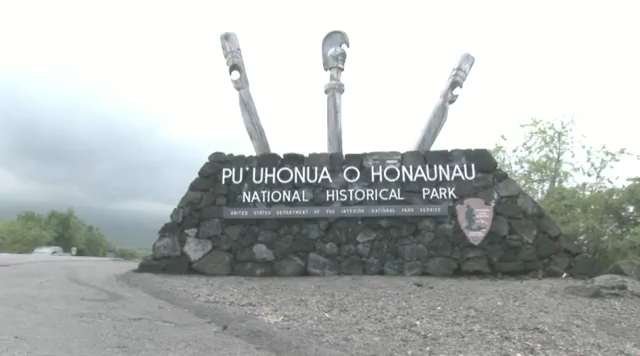 PU'UHONUA O HŌNAUNAU
NATIONAL HISTORICAL PARK
UNITED STATES DEPARTMENT OF THE INTERIOR NATIONAL PARK SERVICE